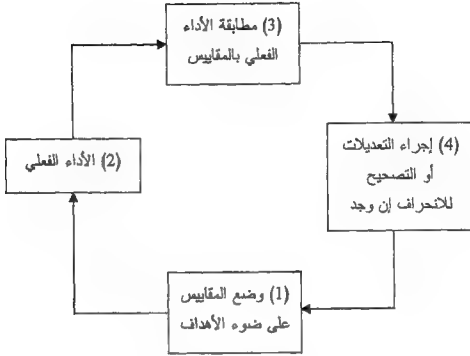 (3) مطابقة الأداء
الفعلي بالمقاييس
(4) إجراء التعديلات
أو التصحيح
للانحراف إن وجد
(2) الأداء الفعلي
(1) وضع المقاييس
على ضوء الأهداف